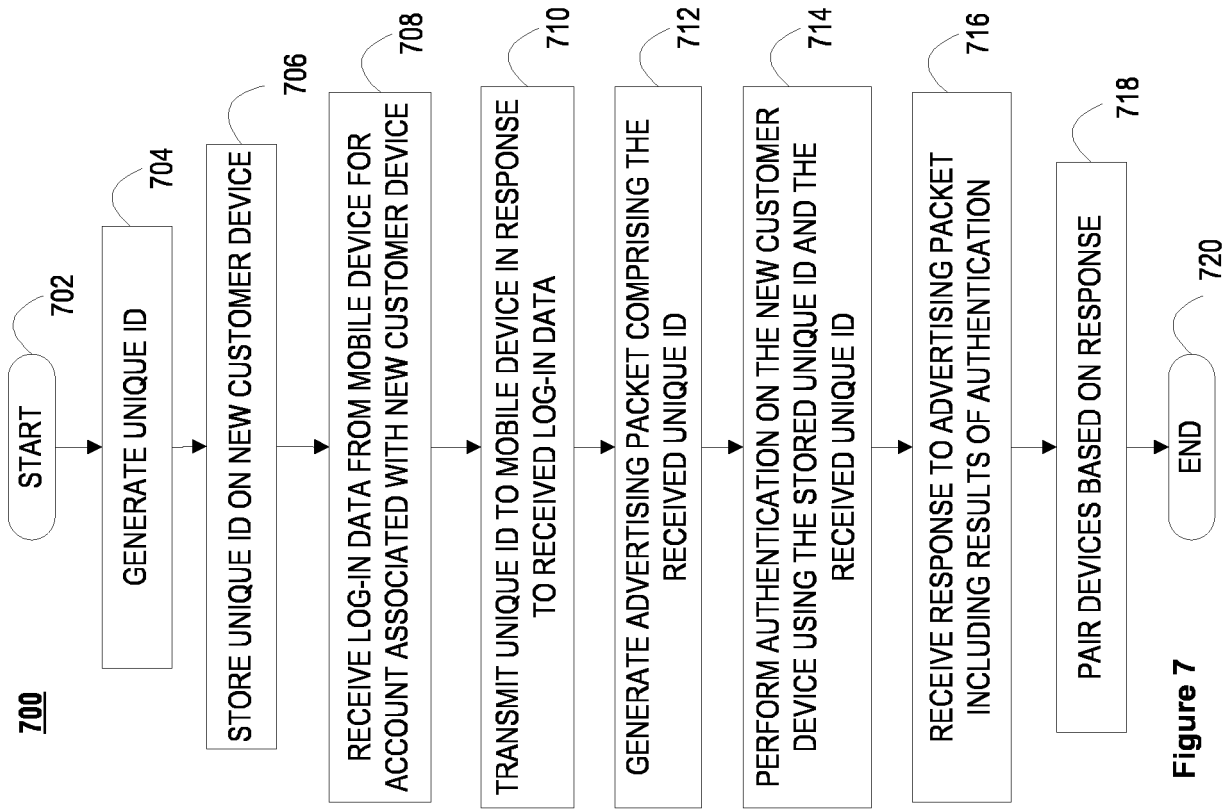 700
START
702
GENERATE UNIQUE ID
704
STORE UNIQUE ID ON NEW CUSTOMER DEVICE
706
RECEIVE LOG-IN DATA FROM MOBILE DEVICE FOR
ACCOUNT ASSOCIATED WITH NEW CUSTOMER DEVICE
708
TRANSMIT UNIQUE ID TO MOBILE DEVICE IN RESPONSE
TO RECEIVED LOG-IN DATA
710
GENERATE ADVERTISING PACKET COMPRISING THE
RECEIVED UNIQUE ID
712
PERFORM AUTHENTICATION ON THE NEW CUSTOMER
DEVICE USING THE STORED UNIQUE ID AND THE
RECEIVED UNIQUE ID
714
RECEIVE RESPONSE TO ADVERTISING PACKET
INCLUDING RESULTS OF AUTHENTICATION
716
PAIR DEVICES BASED ON RESPONSE
718
END
720
Figure 7